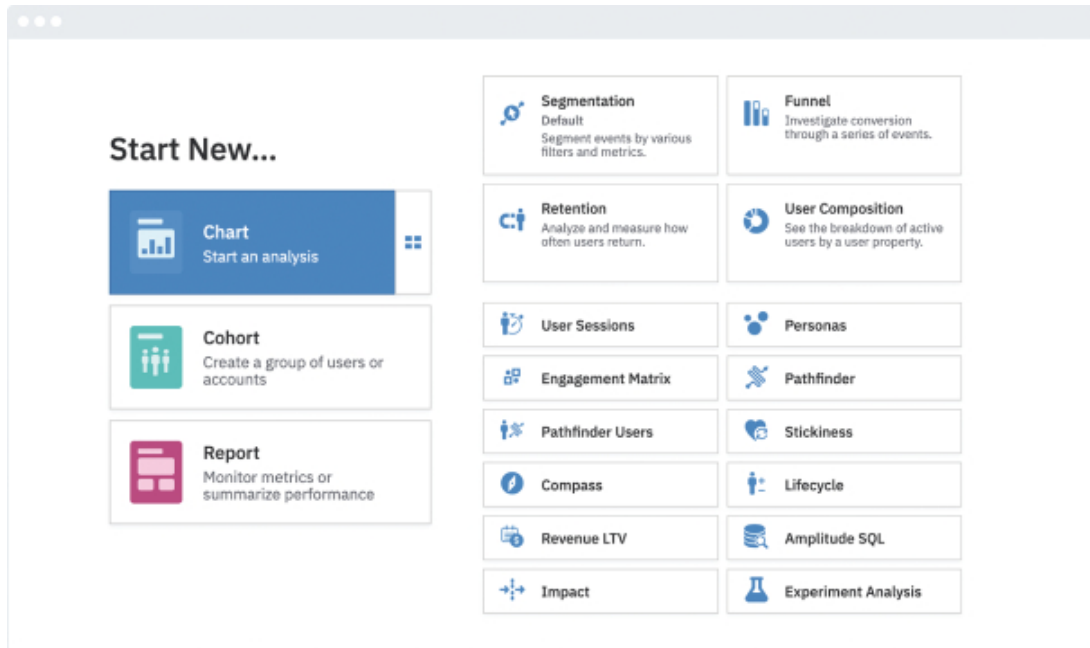 Start New...
Chart
Start an analysis
Cohort
Create a group of users or
accounts
Report
Monitor metrics or
summarize performance
Segmentation
Default
Segment events by various
filters and metrics.
Funnel
Investigate conversion
through a series of events.
Retention
Analyze and measure how
often users return.
User Composition
See the breakdown of active
users by a user property.
User Sessions
Personas
Engagement Matrix
Pathfinder
Pathfinder Users
Stickiness
Compass
Lifecycle
Revenue LTV
Amplitude SQL
Impact
Experiment Analysis